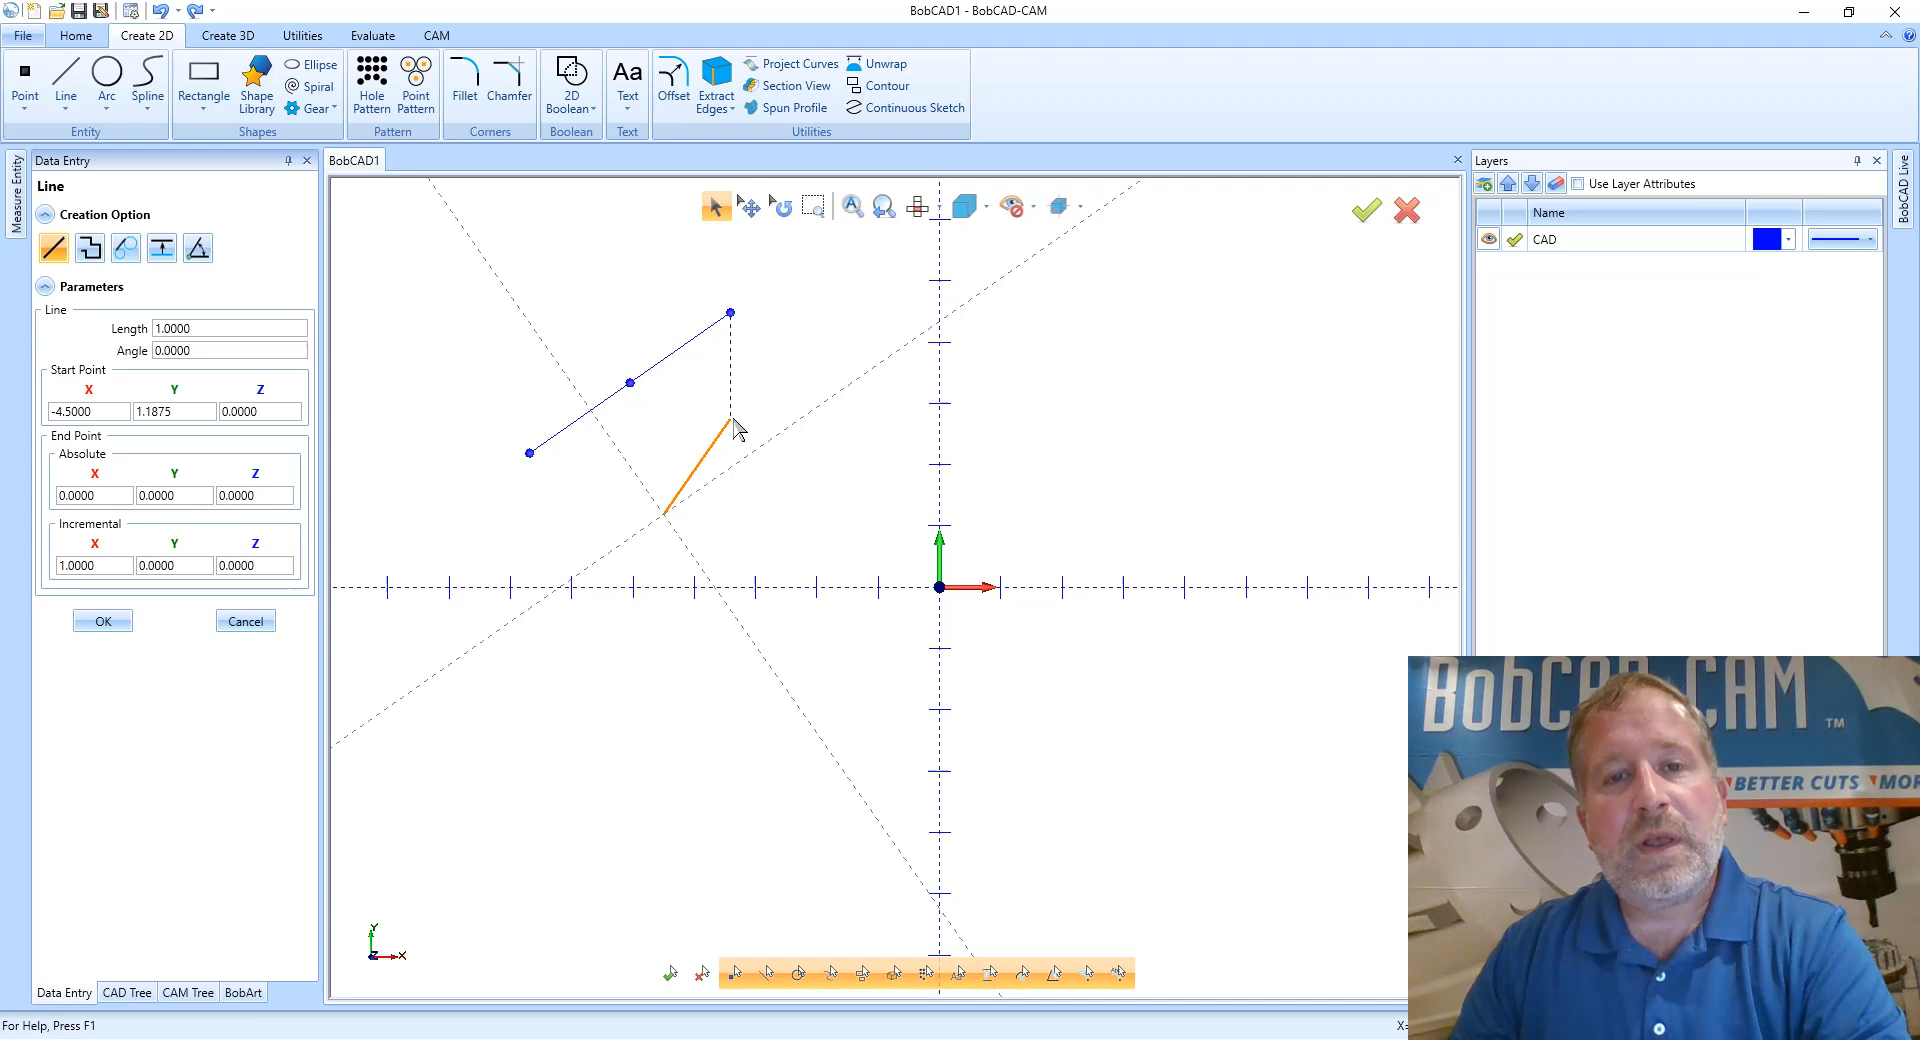 BobCAD1 - BobCAD-CAM
File Home Create 2D Create 3D Utilities Evaluate CAM
Point Line Arc Spline
Entity
Rectangle Shape Library Ellipse Spiral Gear
Shapes
Hole Pattern Point Pattern
Pattern
Fillet Chamfer
Corners
2D Boolean
Boolean
Aa
Text
Text
Offset Extract Edges Project Curves Section View Spun Profile Unwrap Contour Continuous Sketch
Utilities
Measure Entity
Data Entry
Line
Creation Option
Parameters
Line
Length 1.0000
Angle 0.0000
Start Point
X Y Z
-4.5000 1.1875 0.0000
End Point
Absolute
X Y Z
0.0000 0.0000 0.0000
Incremental
X Y Z
1.0000 0.0000 0.0000
OK Cancel
Data Entry CAD Tree CAM Tree BobArt
For Help, Press F1
BobCAD1
Y
Z X
X=
Layers
Use Layer Attributes
Name
CAD
BobCAD Live
BobCAD CAM TM
BETTER CUTS MOR